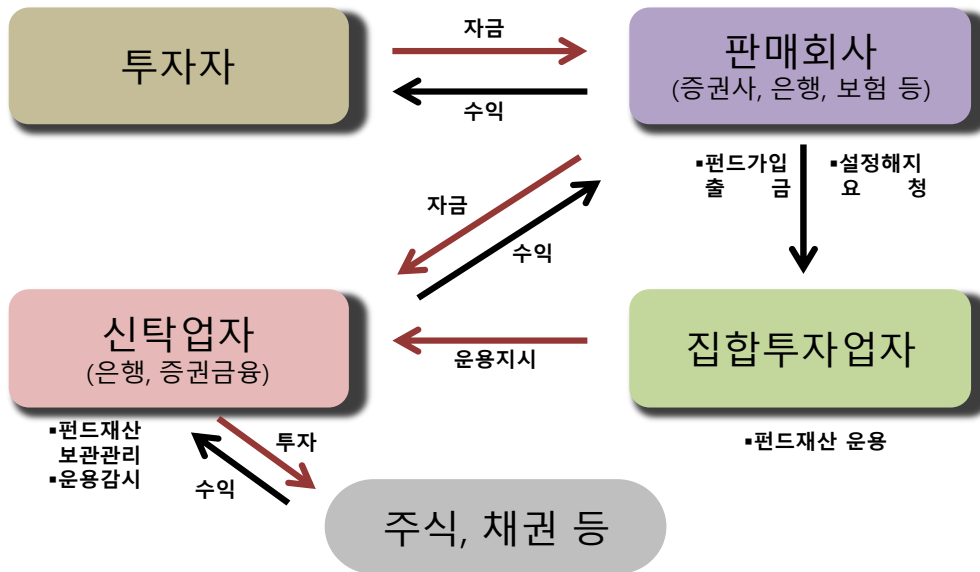 투자자
자금
수익
판매회사
(증권사, 은행, 보험 등)
▪펀드가입
출 금
▪설정해지
요 청
자금
수익
신탁업자
(은행, 증권금융)
운용지시
집합투자업자
▪펀드재산
보관관리
▪운용감시
투자
수익
▪펀드재산 운용
주식, 채권 등